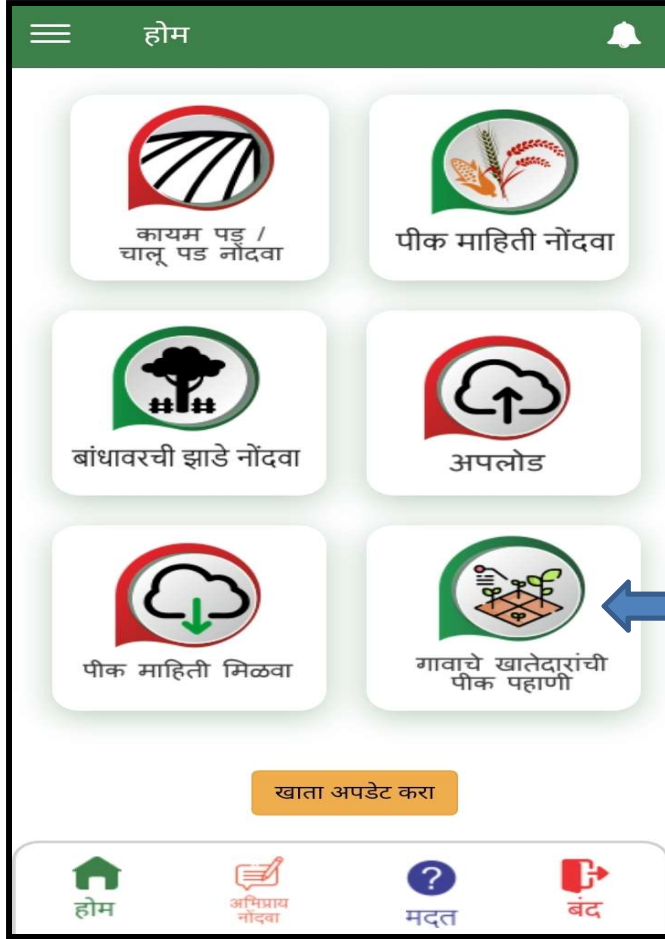 होम
कायम पड /
चालू पड नोंदवा
पीक माहिती नोंदवा
बांधावरची झाडे नोंदवा
अपलोड
पीक माहिती मिळवा
गावाचे खातेदारांची
पीक पहाणी
खाता अपडेट करा
होम
अभिप्राय
नोंदवा
?
मदत
बंद